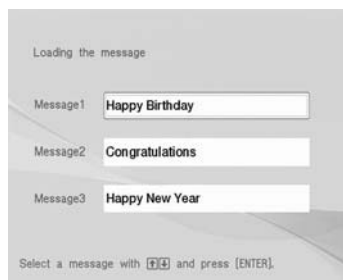 Loading the message
Message1 Happy Birthday
Message2 Congratulations
Message3 Happy New Year
Select a message with [↑][↓] and press [ENTER].